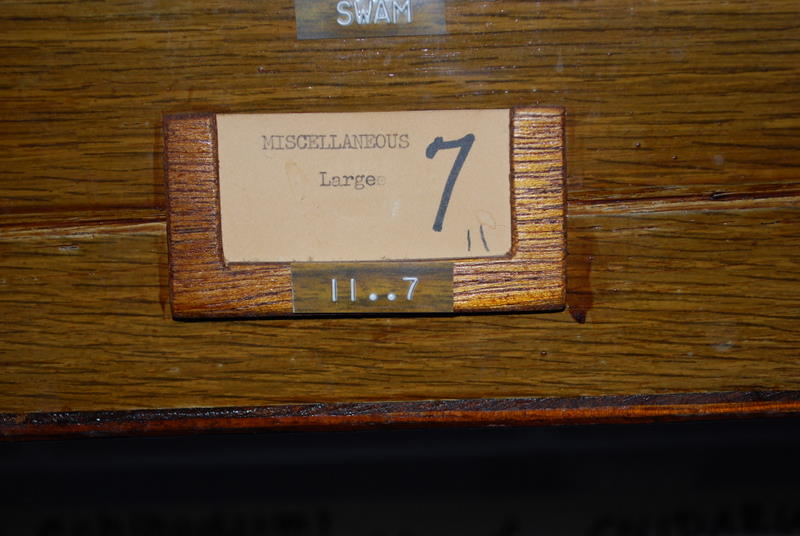 SWAM
MISCELLANEOUS 7
Large
11
11..7